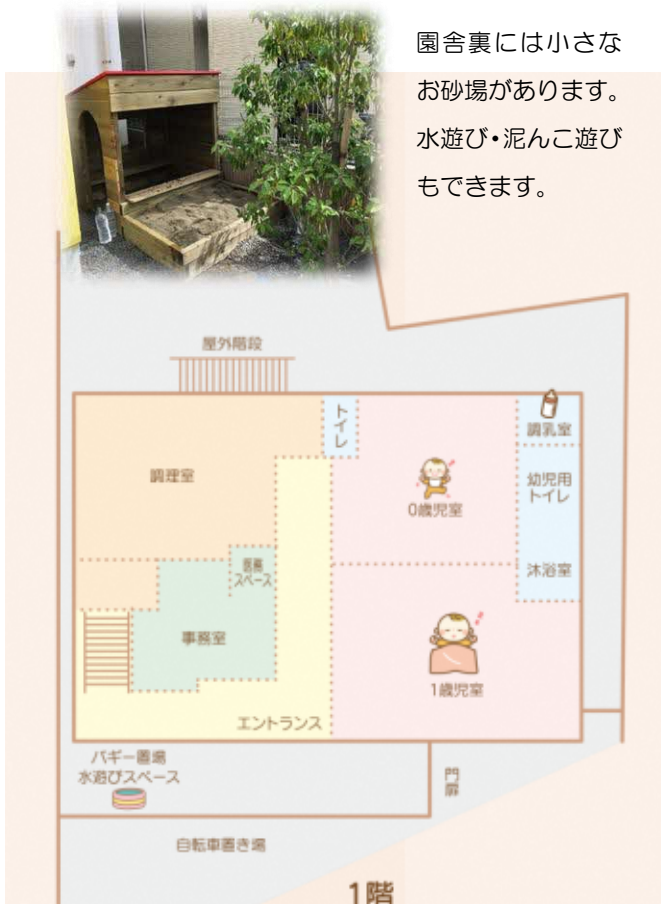 園舎裏には小さな
お砂場があります。
水遊び・泥んこ遊び
もできます。
屋外階段
トイレ
調乳室
調理室
幼児用
トイレ
0歳児室
医務
スペース
沐浴室
事務室
1歳児室
エントランス
バギー置場
水遊びスペース
門扉
自転車置き場
1階